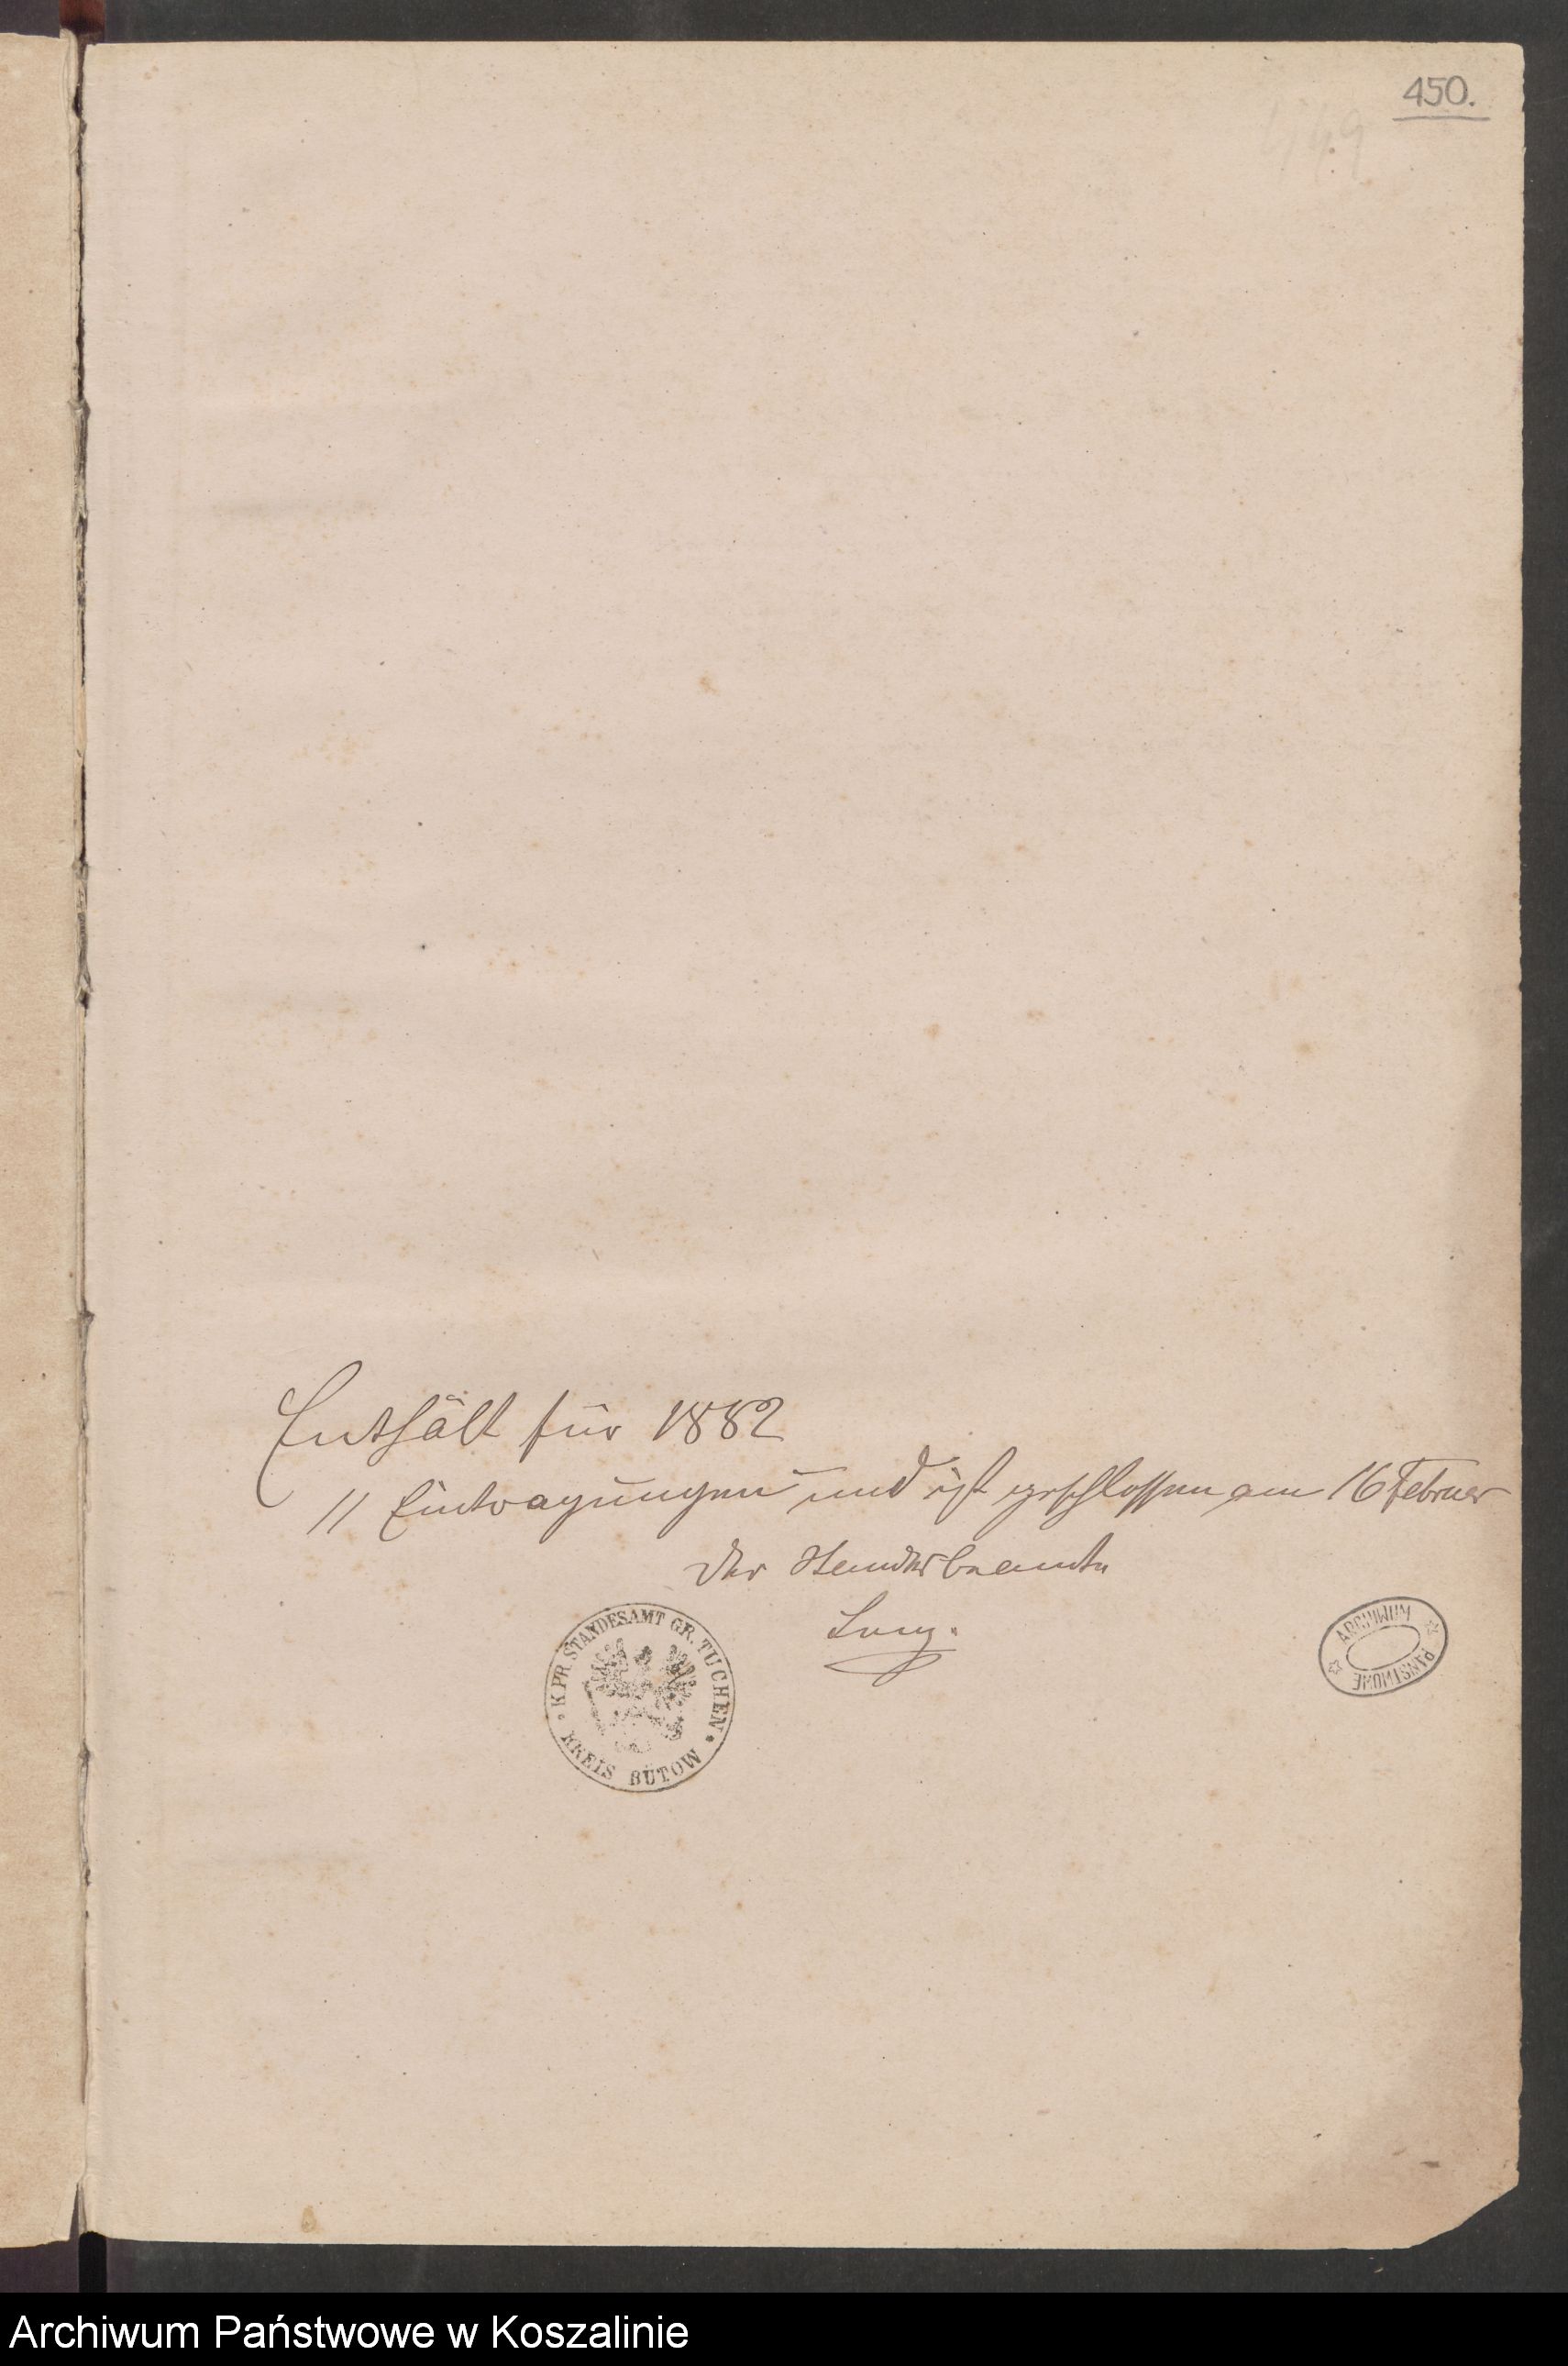 450.
449
Enthält für 1882
11 Eintragungen und ist geschlossen am 16 Februar
Der Standesbeamte
K. PR. STANDESAMT GR. TUCHEN
KREIS BÜTOW
ARCHIWUM
PAŃSTWOWE
Archiwum Państwowe w Koszalinie